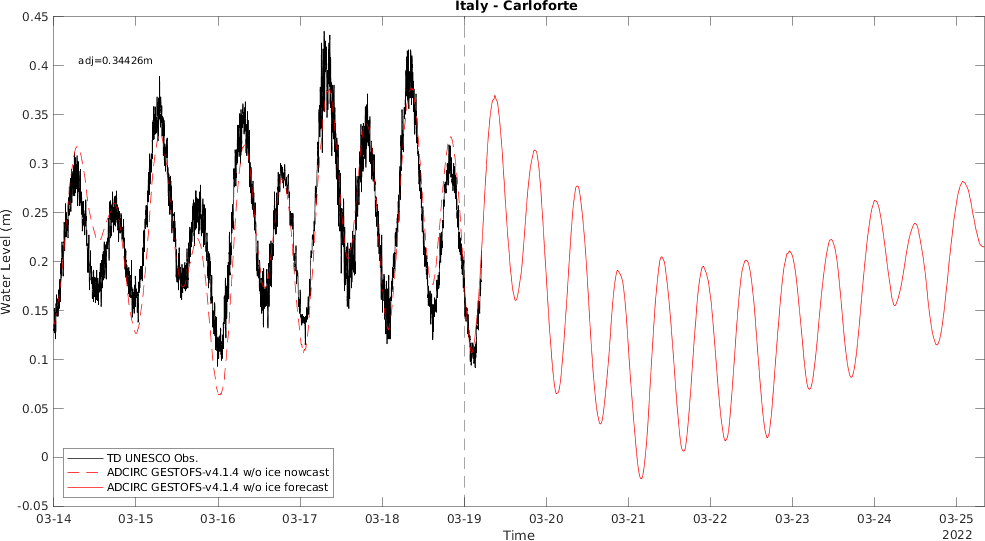 Italy - Carloforte
0.45
0.4
0.35
0.3
0.25
0.2
0.15
0.1
0.05
0
-0.05
Water Level (m)
adj=0.34426m
TD UNESCO Obs.
ADCIRC GESTOFS-v4.1.4 w/o ice nowcast
ADCIRC GESTOFS-v4.1.4 w/o ice forecast
03-14 03-15 03-16 03-17 03-18 03-19 03-20 03-21 03-22 03-23 03-24 03-25
Time
2022